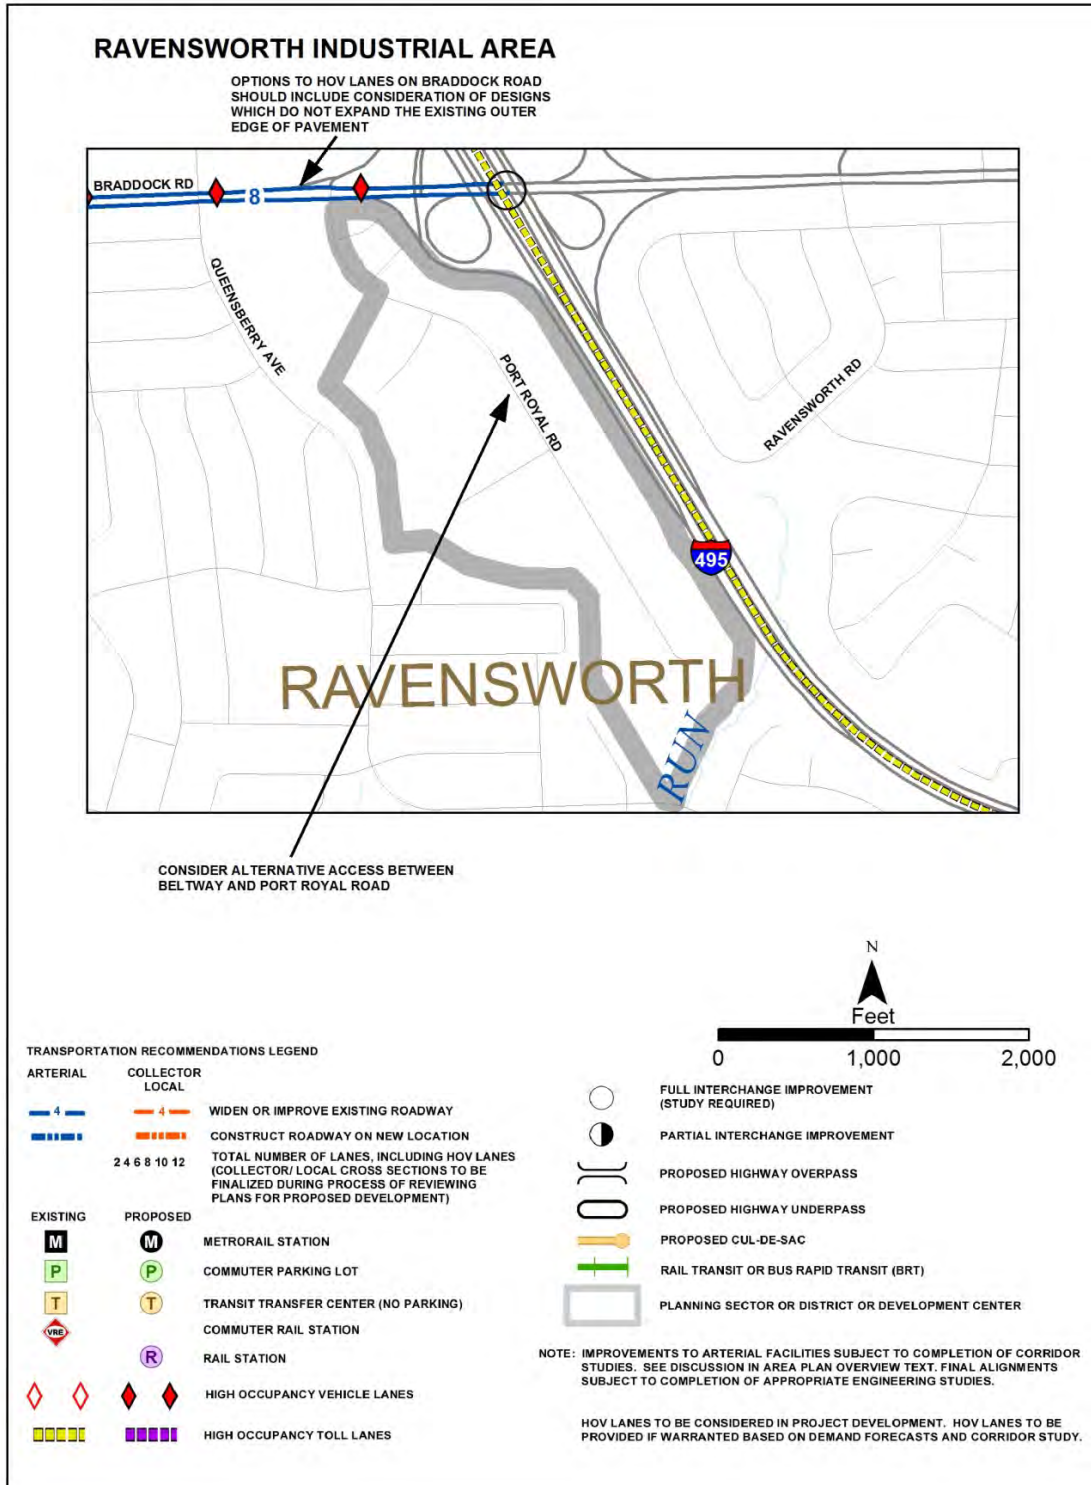 RAVENSWORTH INDUSTRIAL AREA
OPTIONS TO HOV LANES ON BRADDOCK ROAD
SHOULD INCLUDE CONSIDERATION OF DESIGNS
WHICH DO NOT EXPAND THE EXISTING OUTER
EDGE OF PAVEMENT
BRADDOCK RD
8
QUEENSBERRY AVE
PORT ROYAL RD
RAVENSWORTH RD
495
RAVENSWORTH
RUN
CONSIDER ALTERNATIVE ACCESS BETWEEN
BELTWAY AND PORT ROYAL ROAD
N
Feet
0 1,000 2,000
TRANSPORTATION RECOMMENDATIONS LEGEND
ARTERIAL COLLECTOR
LOCAL
4 4 WIDEN OR IMPROVE EXISTING ROADWAY
CONSTRUCT ROADWAY ON NEW LOCATION
2 4 6 8 10 12 TOTAL NUMBER OF LANES, INCLUDING HOV LANES
(COLLECTOR/ LOCAL CROSS SECTIONS TO BE
FINALIZED DURING PROCESS OF REVIEWING
PLANS FOR PROPOSED DEVELOPMENT)
EXISTING PROPOSED
M M METRORAIL STATION
P P COMMUTER PARKING LOT
T T TRANSIT TRANSFER CENTER (NO PARKING)
VRE COMMUTER RAIL STATION
R RAIL STATION
HIGH OCCUPANCY VEHICLE LANES
HIGH OCCUPANCY TOLL LANES
FULL INTERCHANGE IMPROVEMENT
(STUDY REQUIRED)
PARTIAL INTERCHANGE IMPROVEMENT
PROPOSED HIGHWAY OVERPASS
PROPOSED HIGHWAY UNDERPASS
PROPOSED CUL-DE-SAC
RAIL TRANSIT OR BUS RAPID TRANSIT (BRT)
PLANNING SECTOR OR DISTRICT OR DEVELOPMENT CENTER
NOTE: IMPROVEMENTS TO ARTERIAL FACILITIES SUBJECT TO COMPLETION OF CORRIDOR
STUDIES. SEE DISCUSSION IN AREA PLAN OVERVIEW TEXT. FINAL ALIGNMENTS
SUBJECT TO COMPLETION OF APPROPRIATE ENGINEERING STUDIES.
HOV LANES TO BE CONSIDERED IN PROJECT DEVELOPMENT. HOV LANES TO BE
PROVIDED IF WARRANTED BASED ON DEMAND FORECASTS AND CORRIDOR STUDY.